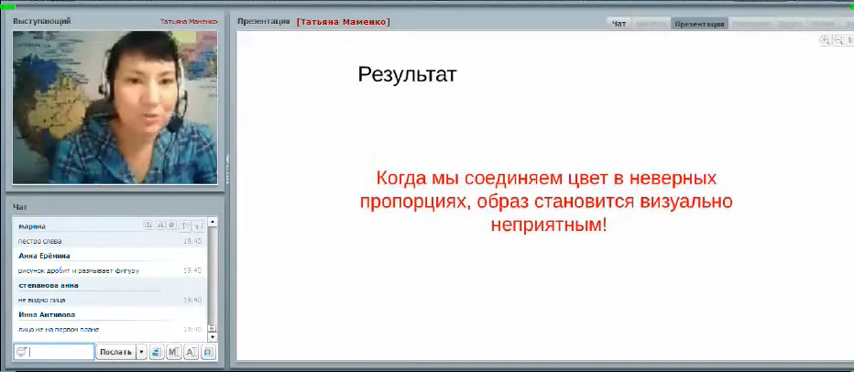 Выступающий
Татьяна Маменко
Презентация [Татьяна Маменко]
Чат
Презентация
Результат
Когда мы соединяем цвет в неверных
пропорциях, образ становится визуально
неприятным!
Чат
марина
пестро слева
19:40
Анна Ерёмина
рисунок дробит и размывает фигуру
19:40
степанова анна
не видно лица
19:40
Инна Антипова
лицо не на первом плане
19:40
Послать